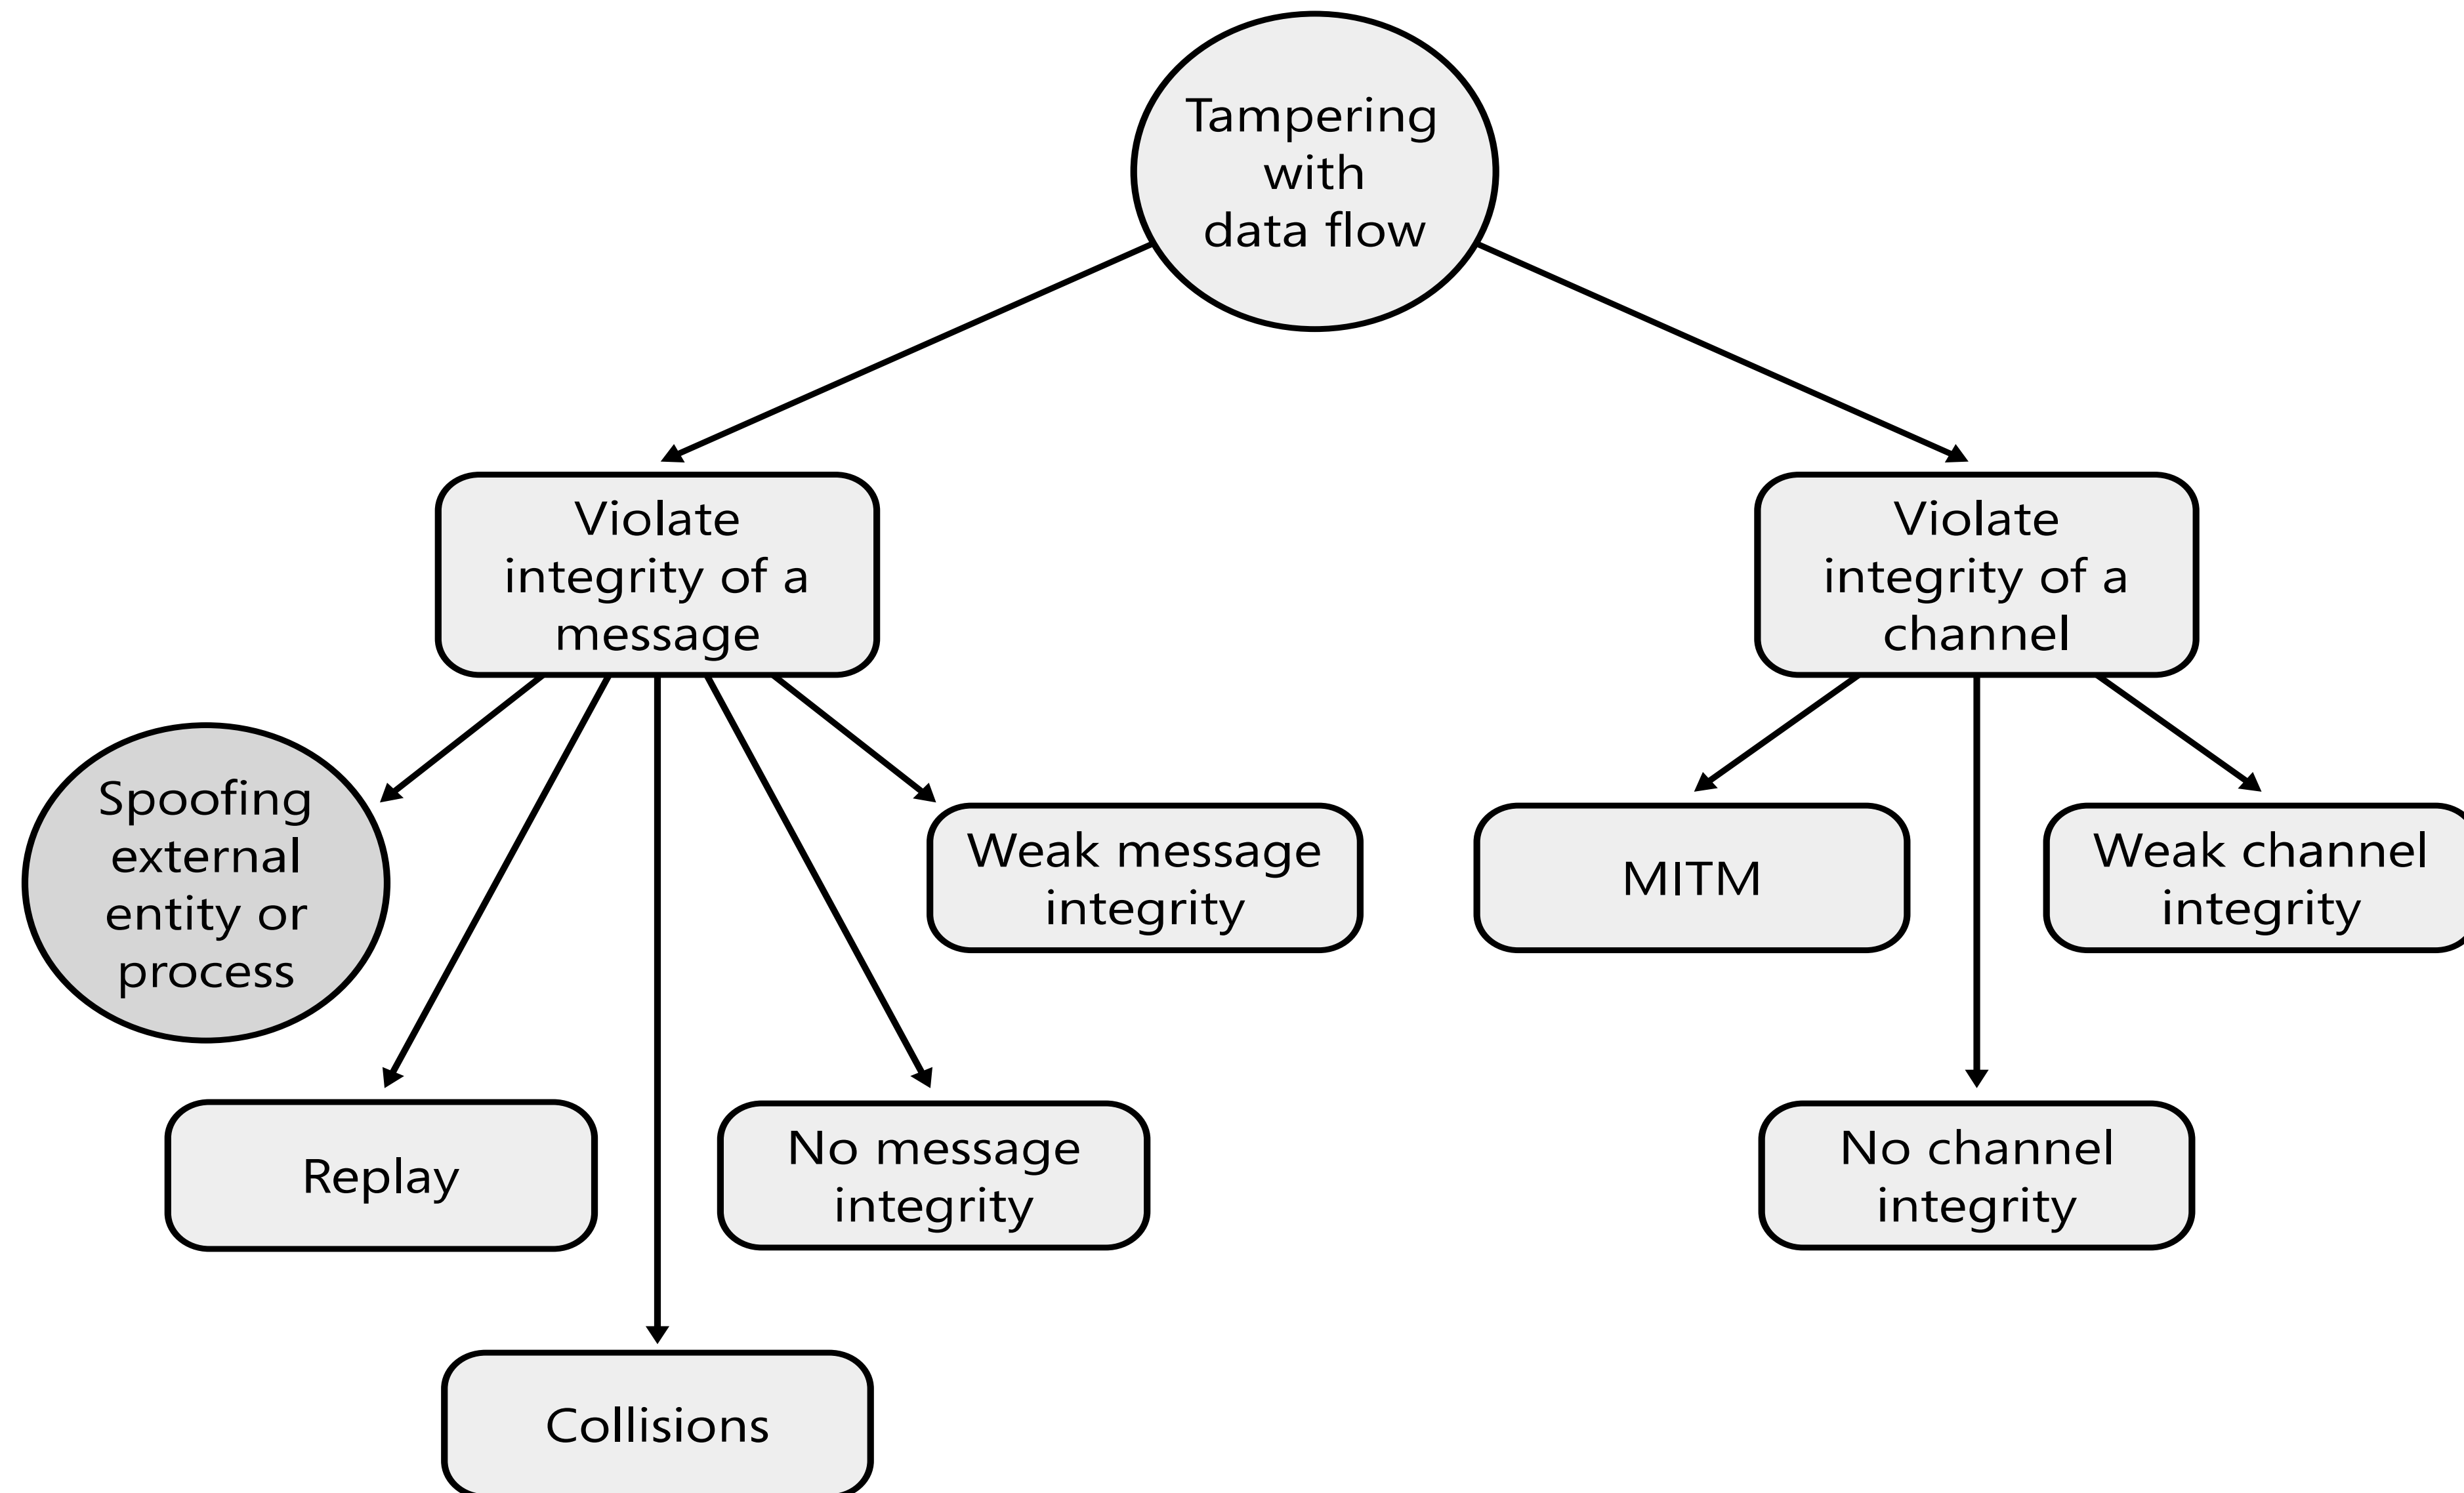 Tampering
with
data flow
Violate
integrity of a
message
Violate
integrity of a
channel
Spoofing
external
entity or
process
Weak message
integrity
MITM
Weak channel
integrity
Replay
No message
integrity
No channel
integrity
Collisions